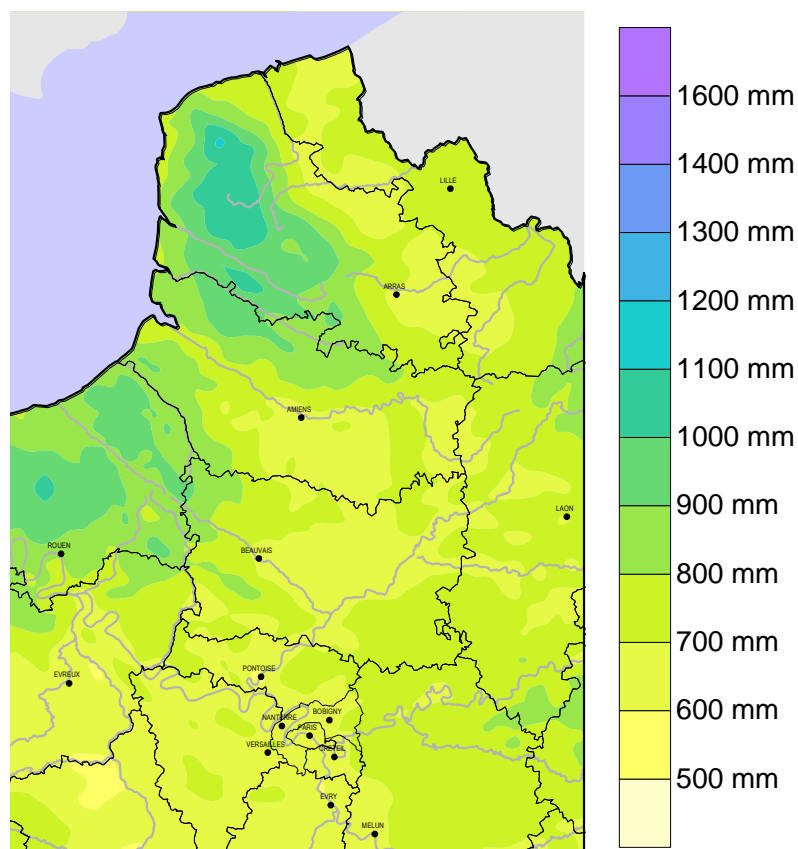 1600 mm
1400 mm
1300 mm
1200 mm
1100 mm
1000 mm
900 mm
800 mm
700 mm
600 mm
500 mm
LILLE
ARRAS
AMIENS
LAON
ROUEN
BEAUVAIS
PONTOISE
EVREUX
BOBIGNY
NANTERRE
PARIS
VERSAILLES
CRETEIL
EVRY
MELUN